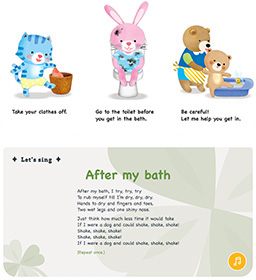 Take your clothes off.
Go to the toilet before
you get in the bath.
Be careful!
Let me help you get in.
Let's sing
After my bath
After my bath, I try, try, try
To rub myself till I'm dry, dry, dry.
Hands to dry and fingers and toes,
Two wet legs and one shiny nose.
Just think how much less time it would take
If I were a dog and could shake, shake, shake!
Shake, shake, shake!
If I were a dog and could shake, shake, shake!
(Repeat once.)